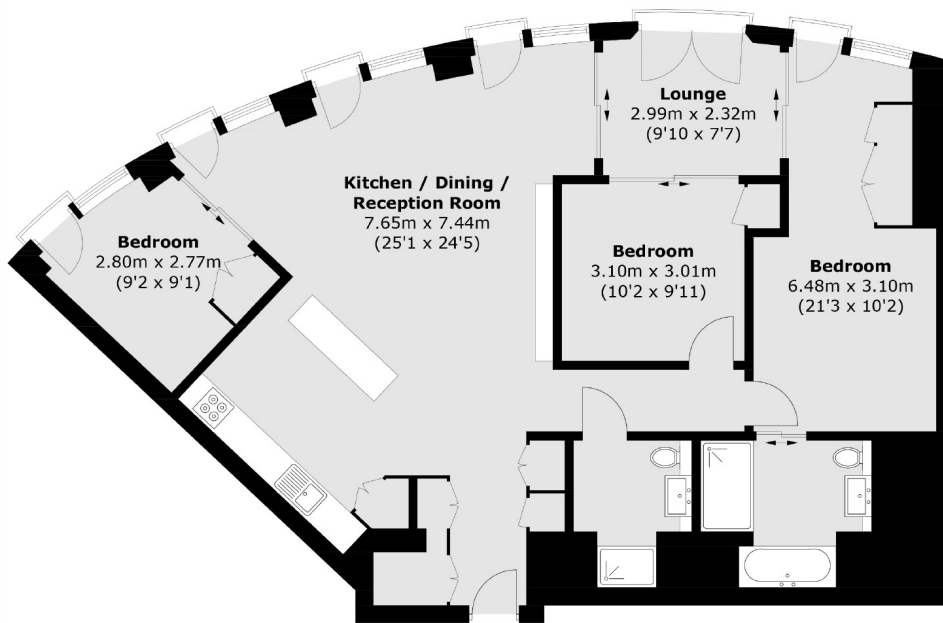 Lounge
2.99m x 2.32m
(9'10 x 7'7)
Kitchen / Dining /
Reception Room
7.65m x 7.44m
(25'1 x 24'5)
Bedroom
2.80m x 2.77m
(9'2 x 9'1)
Bedroom
3.10m x 3.01m
(10'2 x 9'11)
Bedroom
6.48m x 3.10m
(21'3 x 10'2)